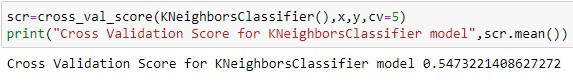 scr=cross_val_score(KNeighborsClassifier(),x,y,cv=5)
print("Cross Validation Score for KNeighborsClassifier model",scr.mean())
Cross Validation Score for KNeighborsClassifier model 0.5473221408627272